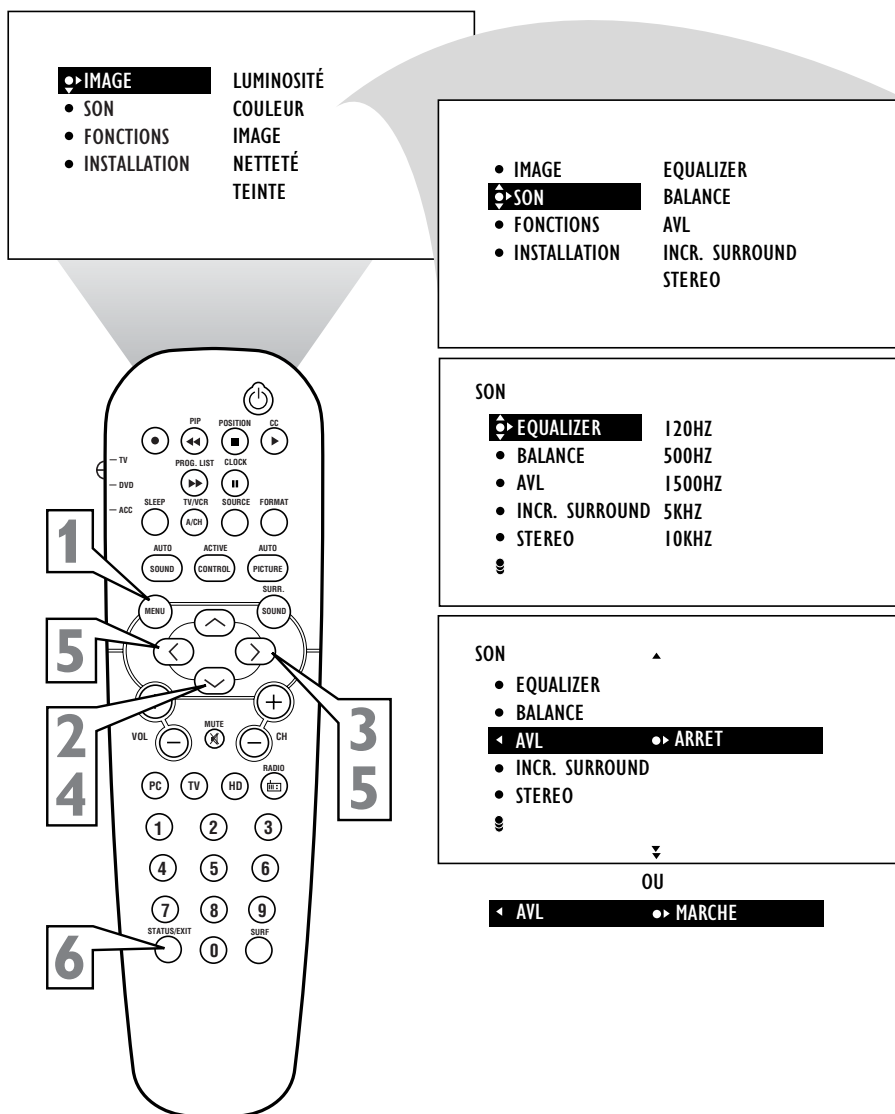 IMAGE LUMINOSITÉ
SON COULEUR
FONCTIONS IMAGE
INSTALLATION NETTETÉ
TEINTE
IMAGE EQUALIZER
SON BALANCE
FONCTIONS AVL
INSTALLATION INCR. SURROUND
STEREO
SON
EQUALIZER 120HZ
BALANCE 500HZ
AVL 1500HZ
INCR. SURROUND 5KHZ
STEREO 10KHZ
SON
EQUALIZER
BALANCE
AVL ARRET
INCR. SURROUND
STEREO
OU
AVL MARCHE
PIP POSITION CC
TV
PROG. LIST CLOCK
DVD
ACC
SLEEP TV/VCR SOURCE FORMAT
A/CH
AUTO ACTIVE AUTO
SOUND CONTROL PICTURE
SURR.
MENU SOUND
VOL MUTE CH
RADIO
PC TV HD
1 2 3
4 5 6
7 8 9
STATUS/EXIT SURF
0
1
5
2
4
3
5
6